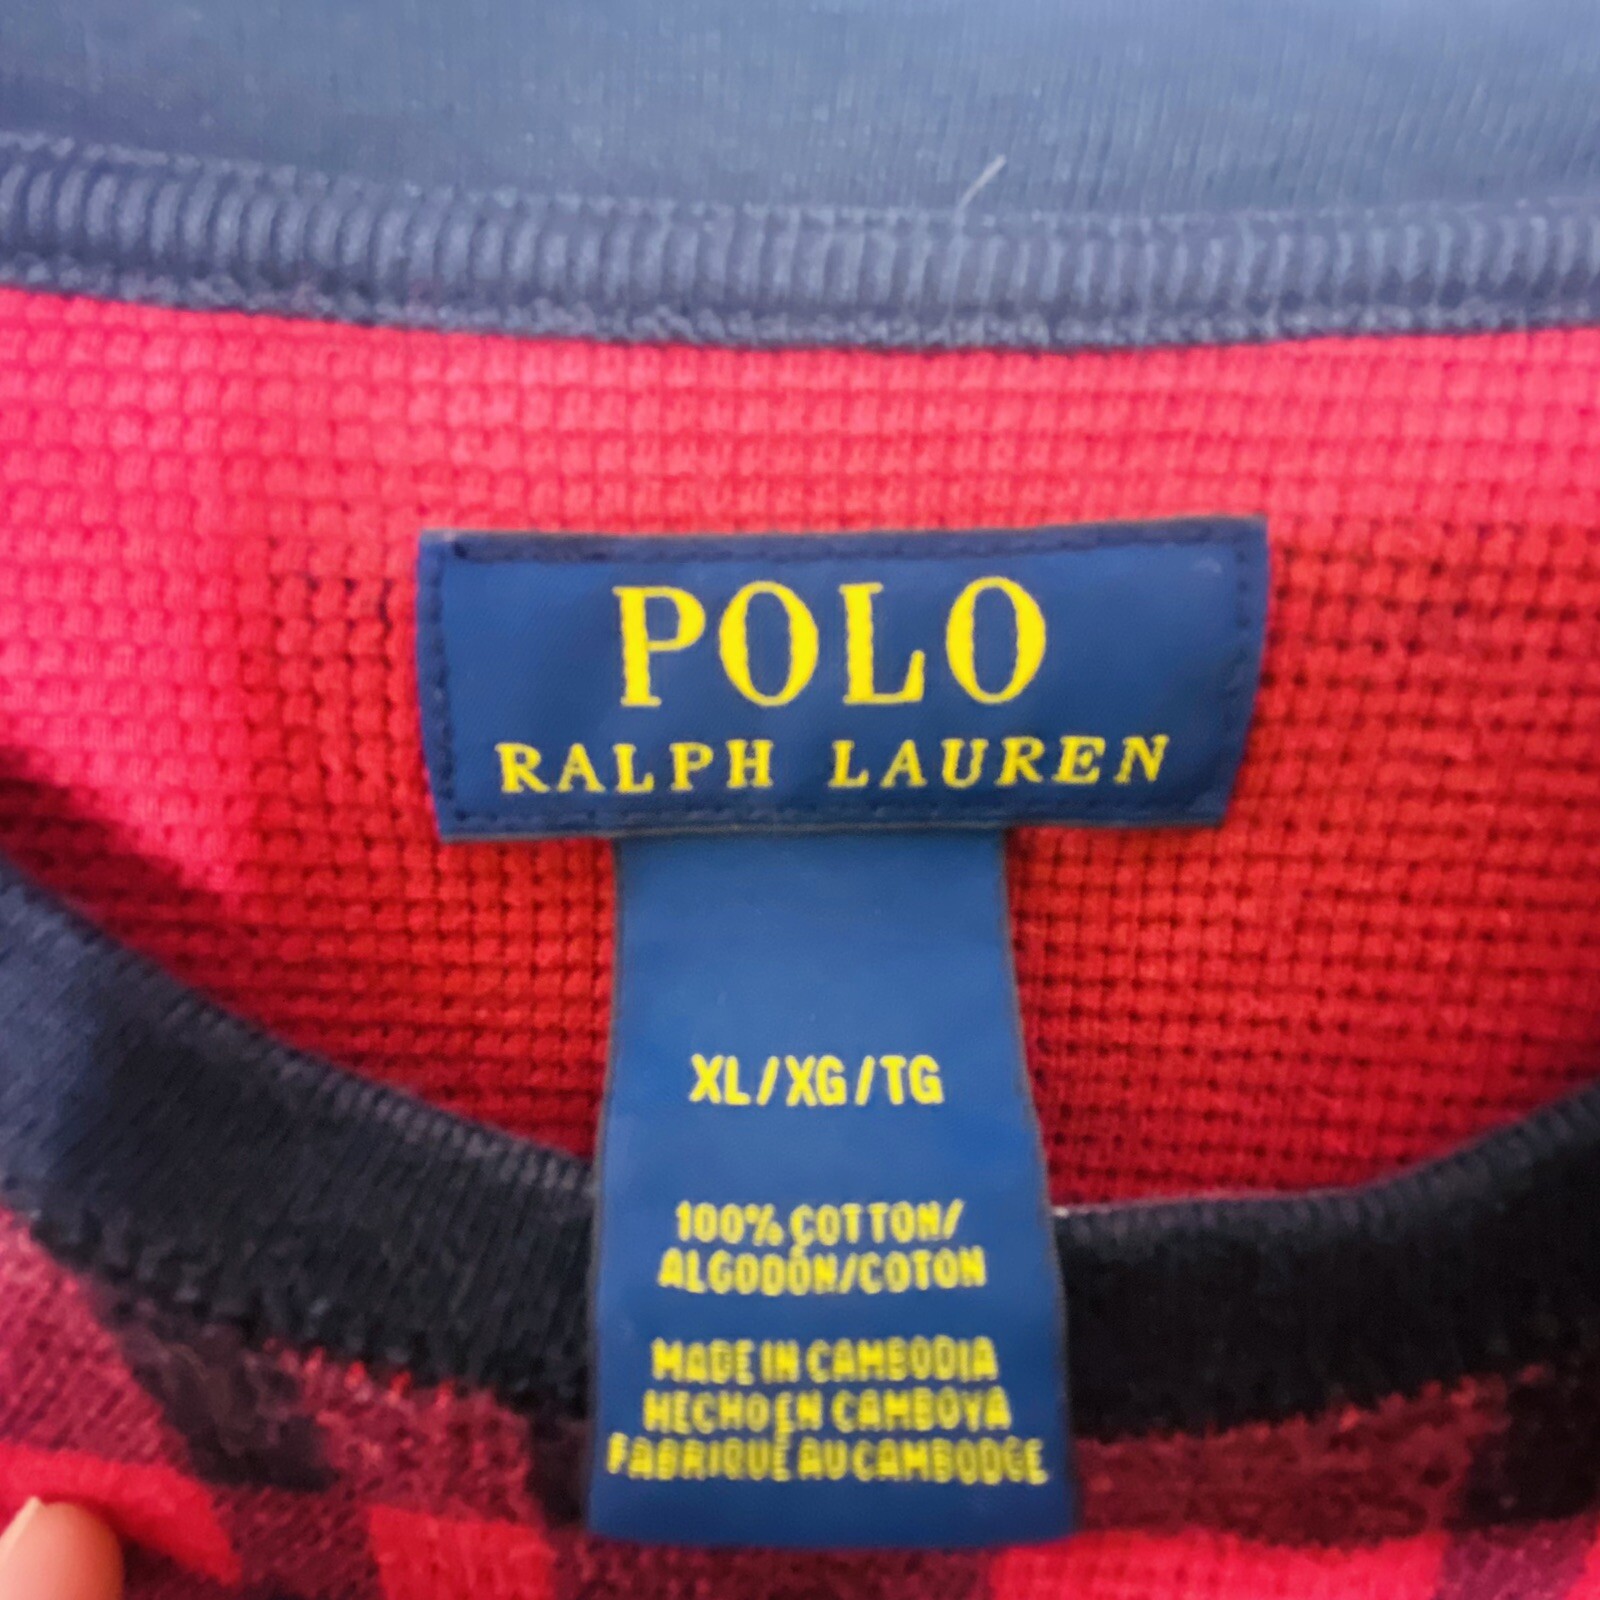 POLO
RALPH LAUREN
XL/XG/TG
100% COTTON/
ALGODÓN/COTON
MADE IN CAMBODIA
HECHO EN CAMBOYA
FABRIQUÉ AU CAMBODGE